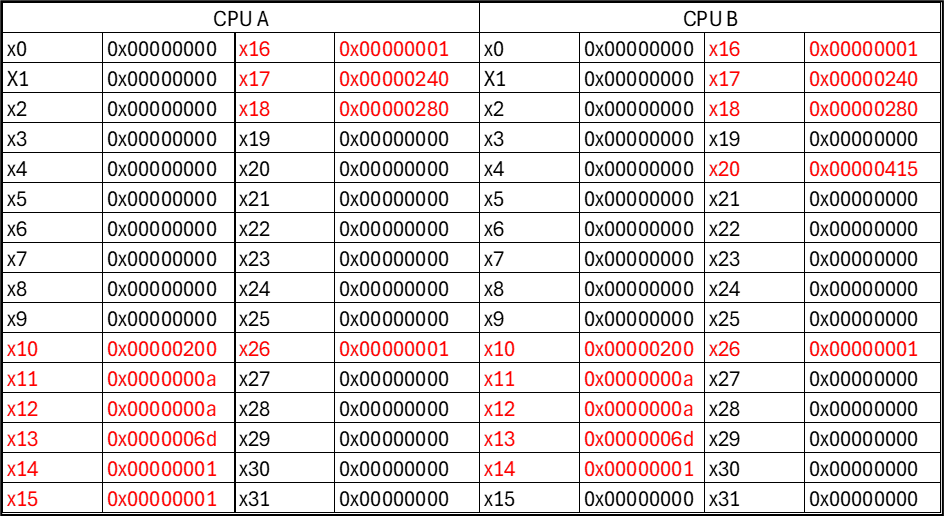 CPU A CPU B
x0 0x00000000 x16 0x00000001 x0 0x00000000 x16 0x00000001
X1 0x00000000 x17 0x00000240 X1 0x00000000 x17 0x00000240
x2 0x00000000 x18 0x00000280 x2 0x00000000 x18 0x00000280
x3 0x00000000 x19 0x00000000 x3 0x00000000 x19 0x00000000
x4 0x00000000 x20 0x00000000 x4 0x00000000 x20 0x00000415
x5 0x00000000 x21 0x00000000 x5 0x00000000 x21 0x00000000
x6 0x00000000 x22 0x00000000 x6 0x00000000 x22 0x00000000
x7 0x00000000 x23 0x00000000 x7 0x00000000 x23 0x00000000
x8 0x00000000 x24 0x00000000 x8 0x00000000 x24 0x00000000
x9 0x00000000 x25 0x00000000 x9 0x00000000 x25 0x00000000
x10 0x00000200 x26 0x00000001 x10 0x00000200 x26 0x00000001
x11 0x0000000a x27 0x00000000 x11 0x0000000a x27 0x00000000
x12 0x0000000a x28 0x00000000 x12 0x0000000a x28 0x00000000
x13 0x0000006d x29 0x00000000 x13 0x0000006d x29 0x00000000
x14 0x00000001 x30 0x00000000 x14 0x00000001 x30 0x00000000
x15 0x00000001 x31 0x00000000 x15 0x00000000 x31 0x00000000